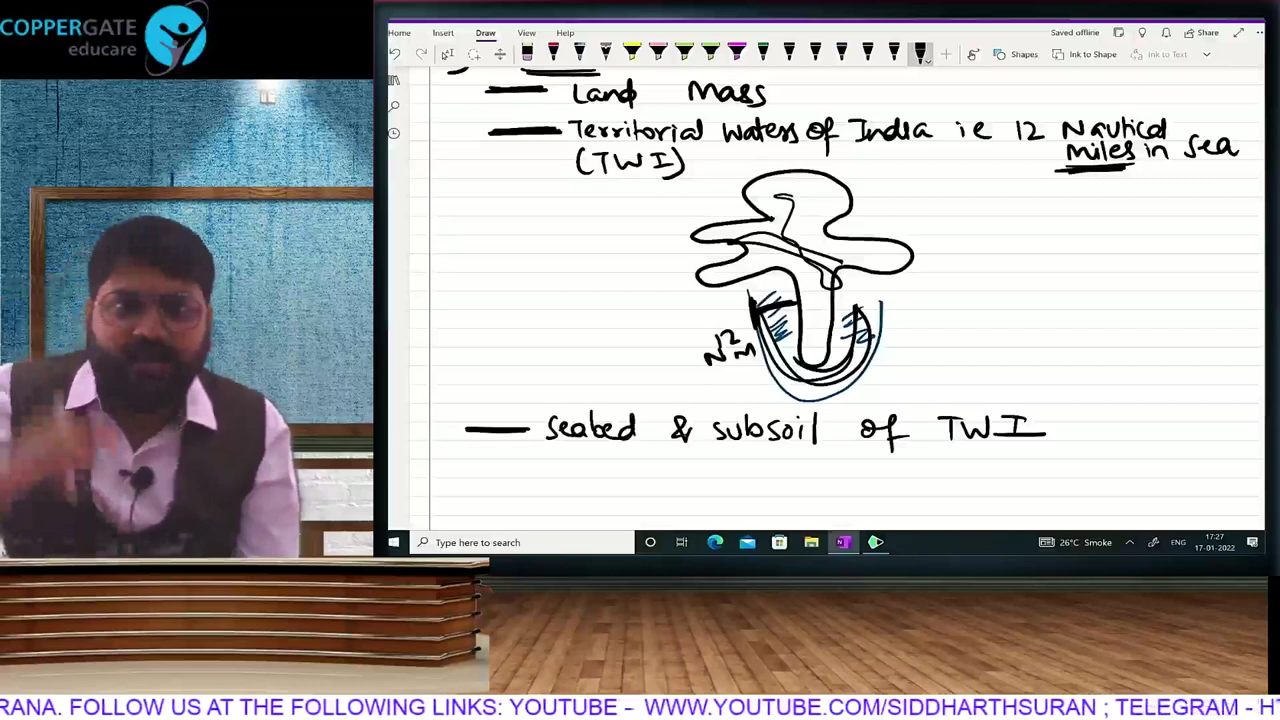 COPPERGATE
educare
Home Insert Draw View Help
Saved offline
Share
Shapes
Ink to Shape
Ink to Text
Land Mass
Territorial Waters of India ie 12 Nautical
miles in Sea
(TWI)
seabed & subsoil of TWI
Type here to search
26°C Smoke
ENG
17:27
17-01-2022
RANA. FOLLOW US AT THE FOLLOWING LINKS: YOUTUBE - WWW.YOUTUBE.COM/SIDDHARTHSURAN ; TELEGRAM - H